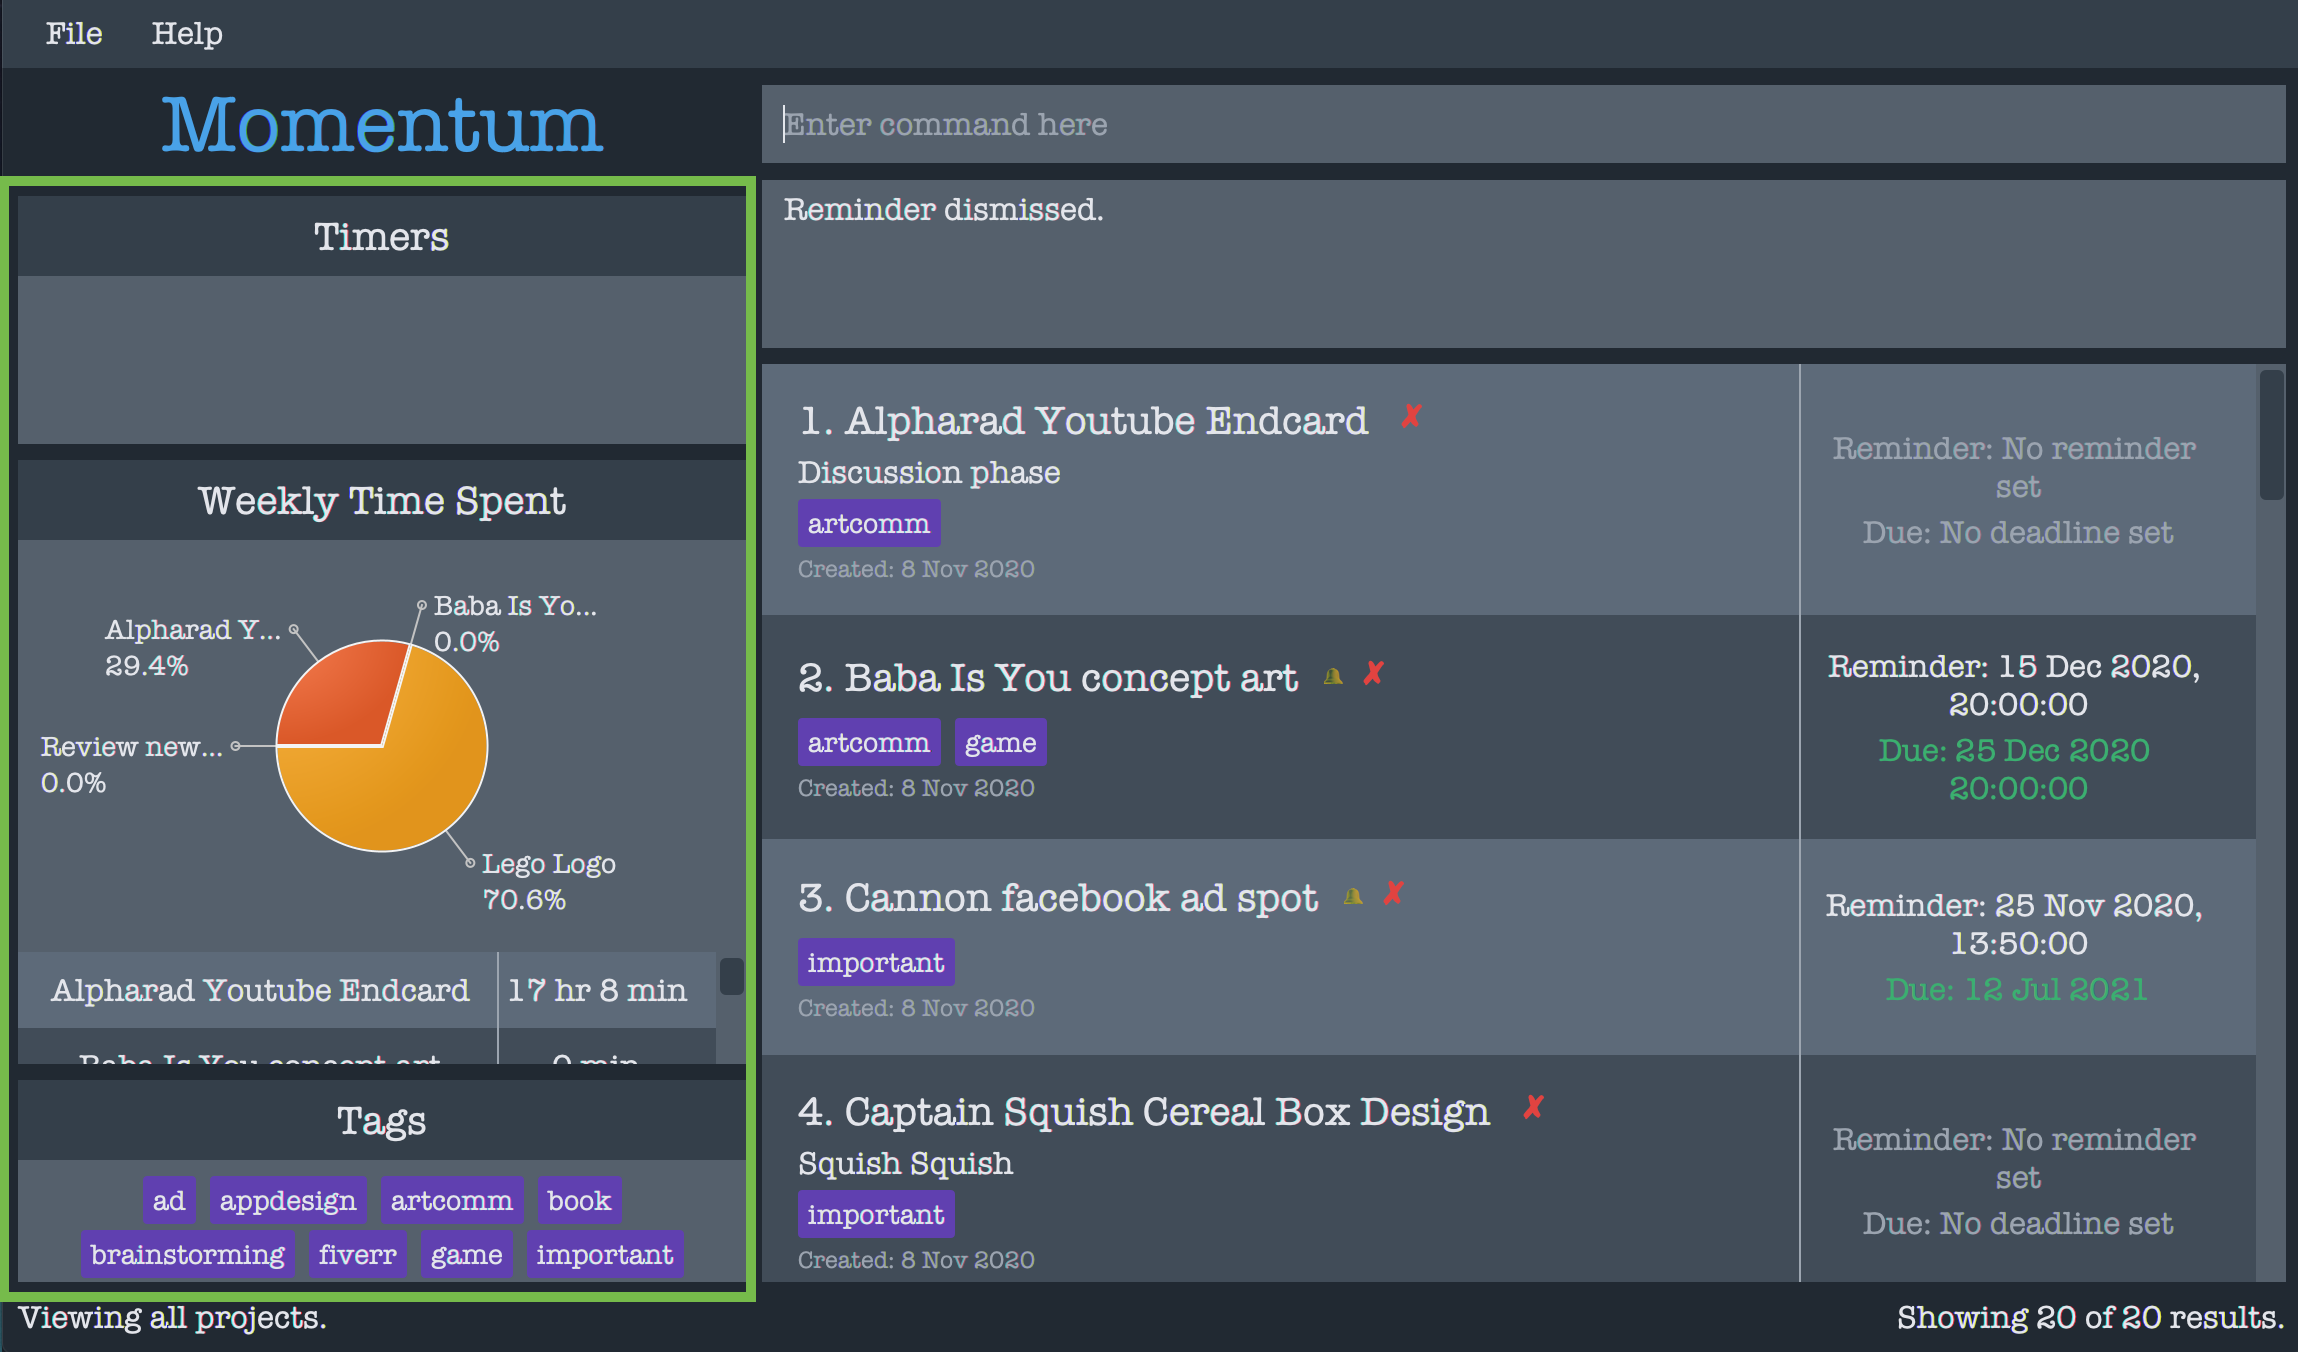 File Help
Momentum
Enter command here
Reminder dismissed.
Timers
Weekly Time Spent
Baba Is Yo...
0.0%
Alpharad Y...
29.4%
Review new...
0.0%
Lego Logo
70.6%
Alpharad Youtube Endcard 17 hr 8 min
Baba Is You concept art 0 min
Tags
ad appdesign artcomm book
brainstorming fiverr game important
1. Alpharad Youtube Endcard ✘
Discussion phase
artcomm
Created: 8 Nov 2020
Reminder: No reminder
set
Due: No deadline set
2. Baba Is You concept art 🔔 ✘
artcomm game
Created: 8 Nov 2020
Reminder: 15 Dec 2020,
20:00:00
Due: 25 Dec 2020
20:00:00
3. Cannon facebook ad spot 🔔 ✘
important
Created: 8 Nov 2020
Reminder: 25 Nov 2020,
13:50:00
Due: 12 Jul 2021
4. Captain Squish Cereal Box Design ✘
Squish Squish
important
Created: 8 Nov 2020
Reminder: No reminder
set
Due: No deadline set
Viewing all projects.
Showing 20 of 20 results.